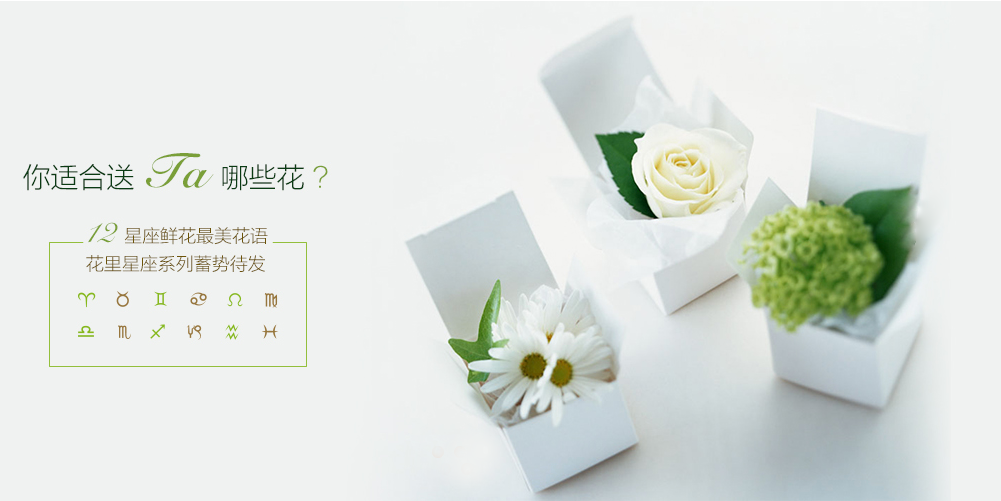 你适合送 Ta 哪些花？
12 星座鲜花最美花语
花里星座系列蓄势待发
♈ ♉ ♊ ♋ ♌ ♍
♎ ♏ ♐ ♑ ♒ ♓